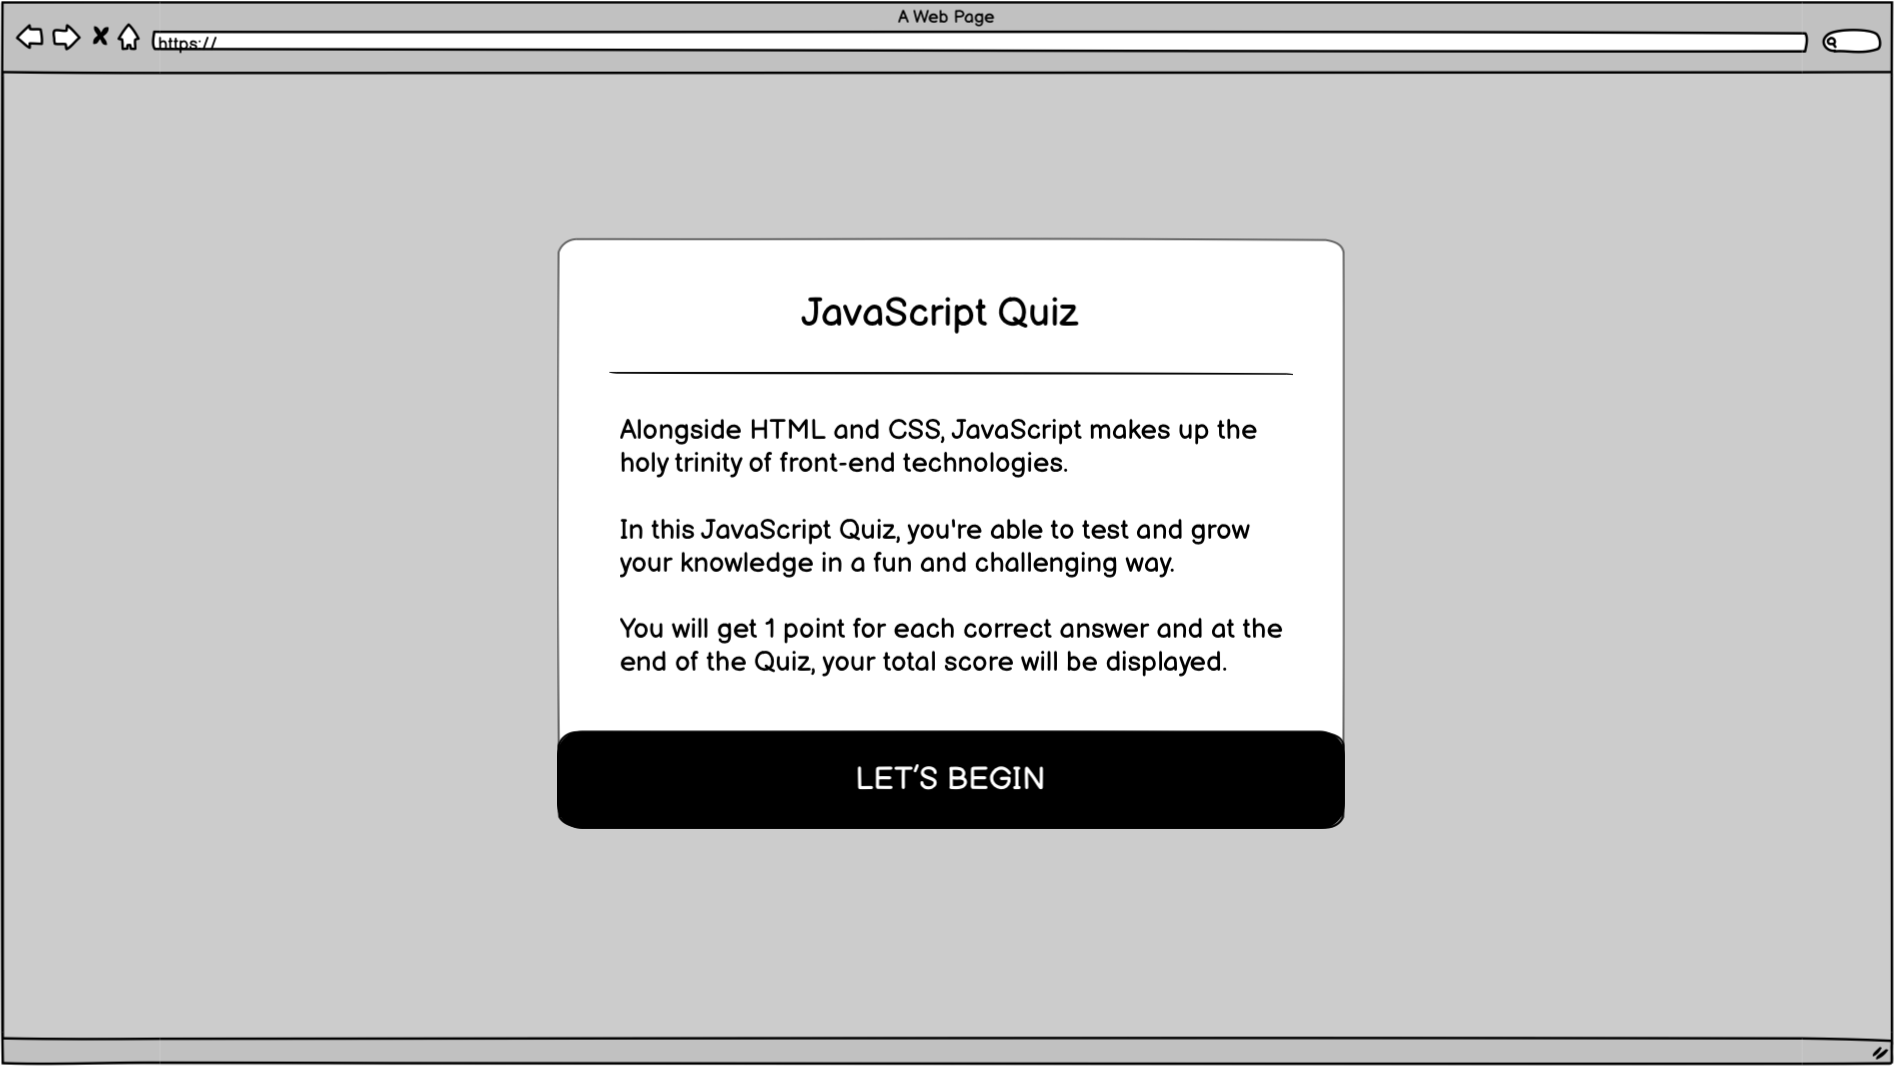 A Web Page
https://
JavaScript Quiz
Alongside HTML and CSS, JavaScript makes up the
holy trinity of front-end technologies.
In this JavaScript Quiz, you're able to test and grow
your knowledge in a fun and challenging way.
You will get 1 point for each correct answer and at the
end of the Quiz, your total score will be displayed.
LET'S BEGIN